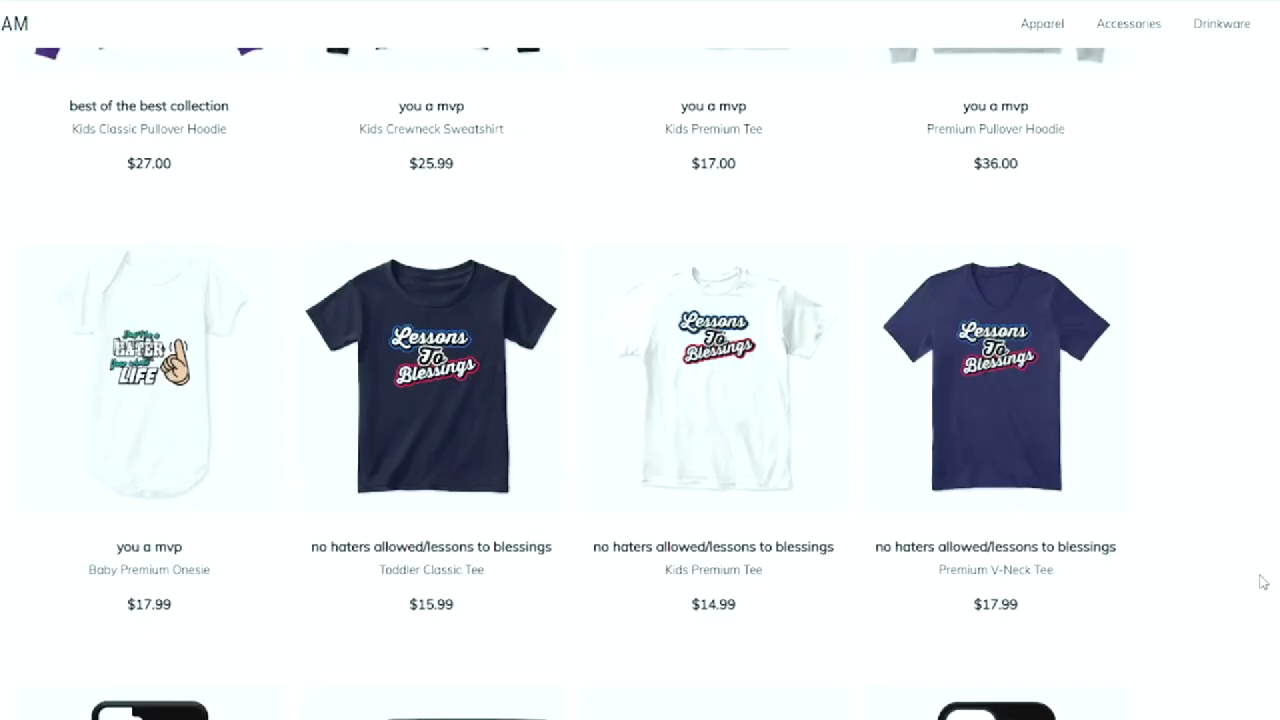 AM
Apparel Accessories Drinkware
best of the best collection
Kids Classic Pullover Hoodie
$27.00
you a mvp
Kids Crewneck Sweatshirt
$25.99
you a mvp
Kids Premium Tee
$17.00
you a mvp
Premium Pullover Hoodie
$36.00
HATER
LIFE
Lessons
To
Blessings
Lessons
To
Blessings
Lessons
To
Blessings
you a mvp
Baby Premium Onesie
$17.99
no haters allowed/lessons to blessings
Toddler Classic Tee
$15.99
no haters allowed/lessons to blessings
Kids Premium Tee
$14.99
no haters allowed/lessons to blessings
Premium V-Neck Tee
$17.99